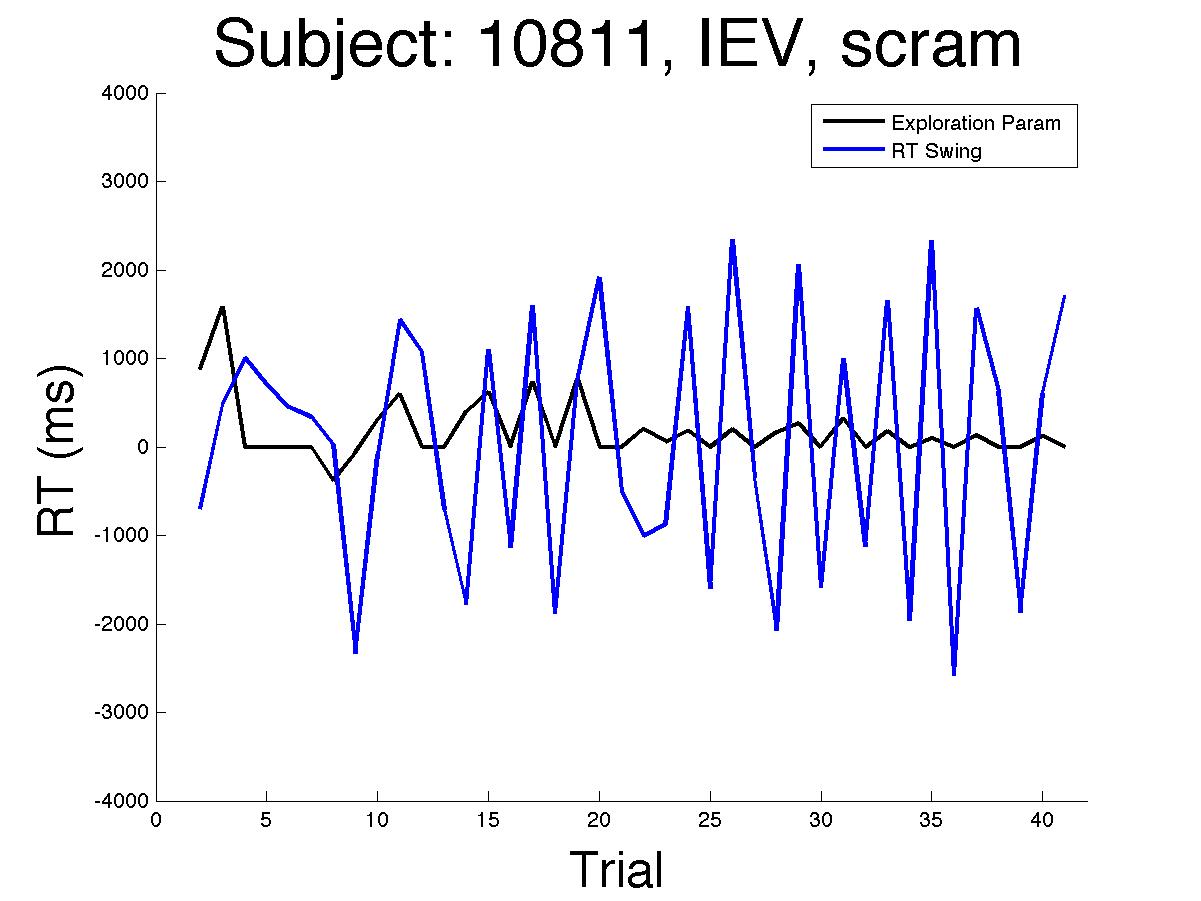 Subject: 10811, IEV, scram
Exploration Param
RT Swing
RT (ms)
4000
3000
2000
1000
0
-1000
-2000
-3000
-4000
0 5 10 15 20 25 30 35 40
Trial